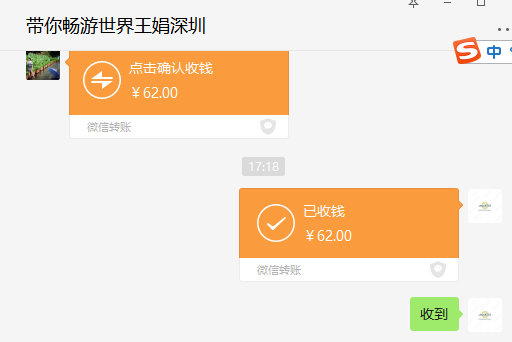 带你畅游世界王娟深圳
中
点击确认收钱
￥62.00
微信转账
17:18
已收钱
￥62.00
微信转账
收到